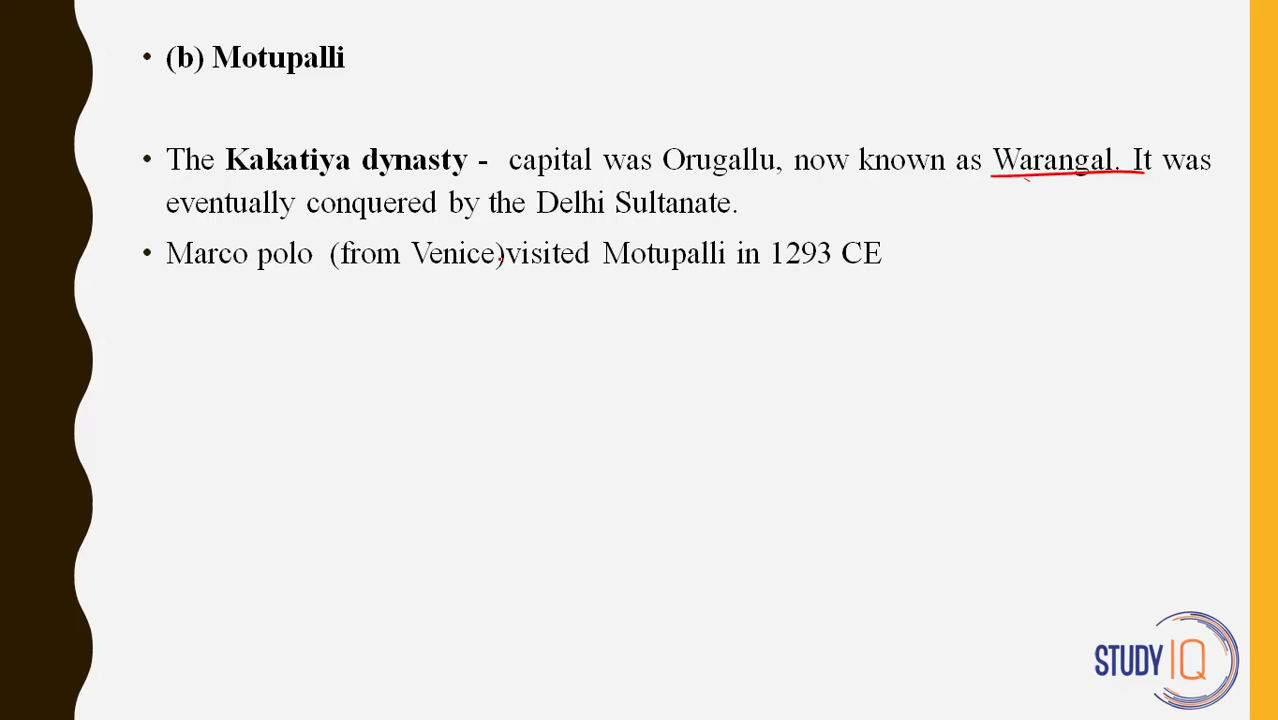 • (b) Motupalli
• The Kakatiya dynasty - capital was Orugallu, now known as Warangal. It was
eventually conquered by the Delhi Sultanate.
• Marco polo (from Venice)visited Motupalli in 1293 CE
STUDY IQ